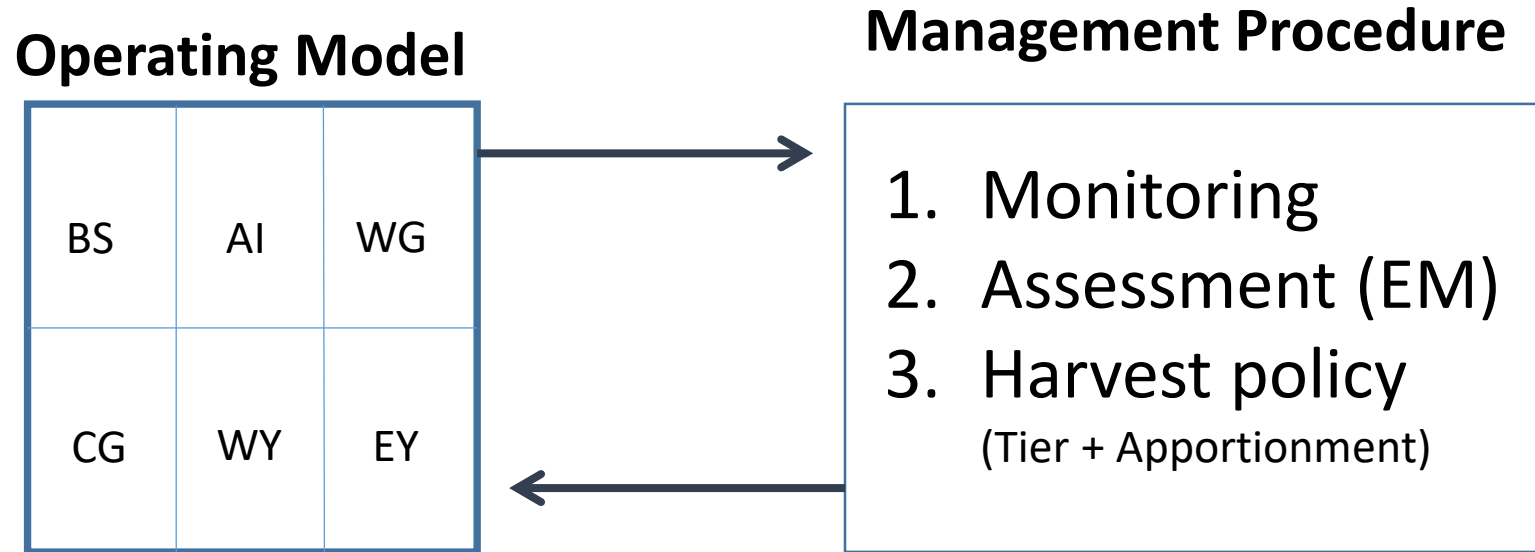 Operating Model
Management Procedure
BS AI WG
CG WY EY
1. Monitoring
2. Assessment (EM)
3. Harvest policy
(Tier + Apportionment)